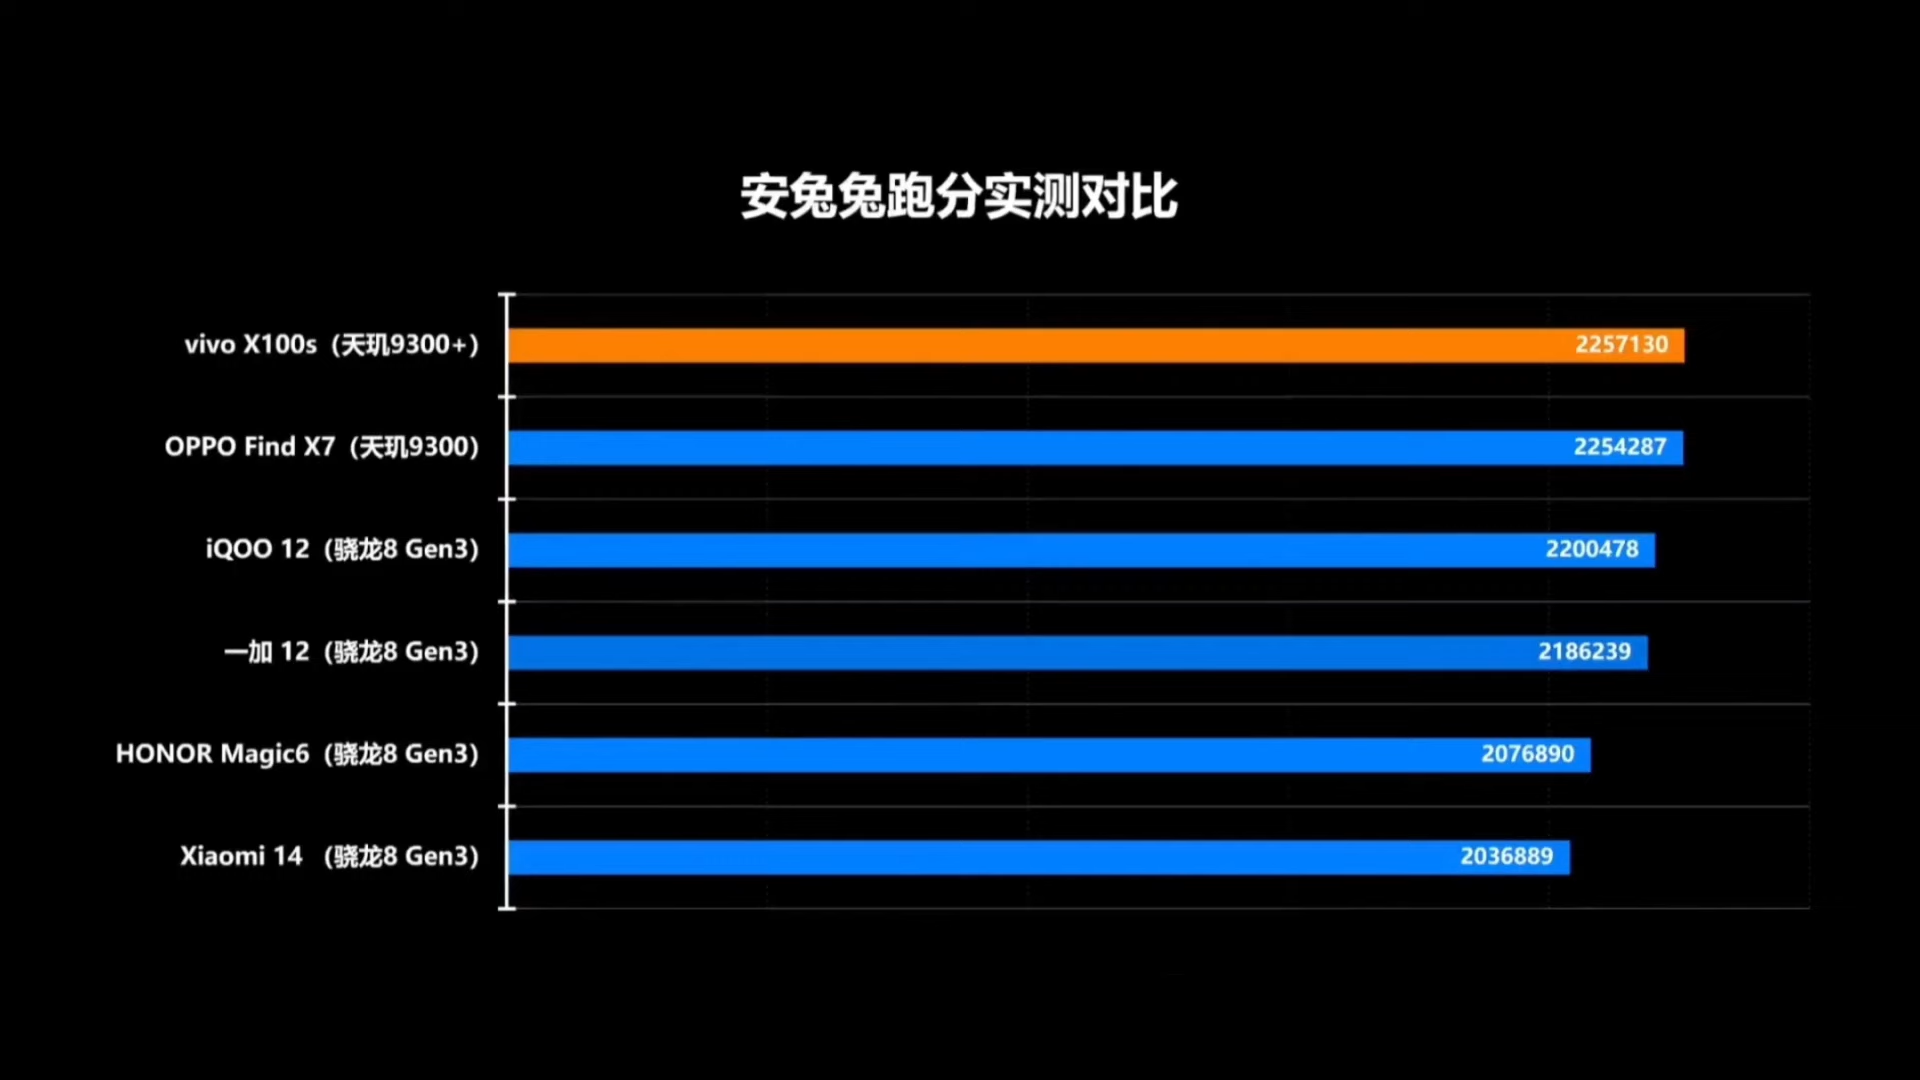 安兔兔跑分实测对比
vivo X100s（天玑9300+） 2257130
OPPO Find X7（天玑9300） 2254287
iQOO 12（骁龙8 Gen3） 2200478
一加 12（骁龙8 Gen3） 2186239
HONOR Magic6（骁龙8 Gen3） 2076890
Xiaomi 14 （骁龙8 Gen3） 2036889